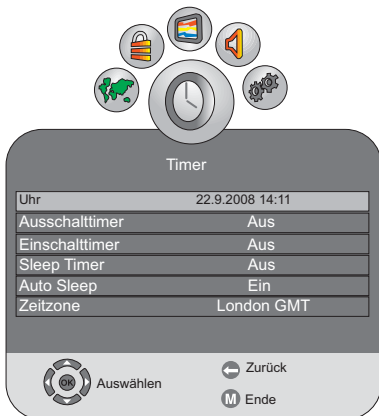 Timer
Uhr 22.9.2008 14:11
Ausschalttimer Aus
Einschalttimer Aus
Sleep Timer Aus
Auto Sleep Ein
Zeitzone London GMT
OK Auswählen
Zurück
M Ende